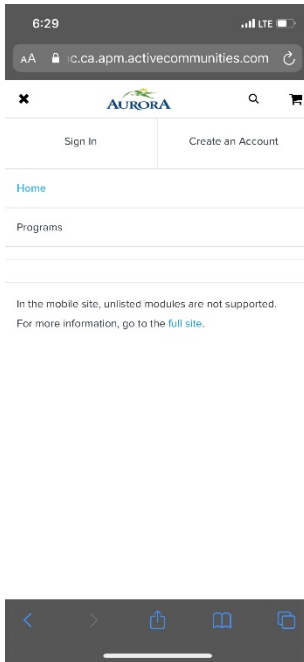 6:29
LTE
AA
c.ca.apm.activecommunities.com
AURORA
Sign In
Create an Account
Home
Programs
In the mobile site, unlisted modules are not supported.
For more information, go to the full site.